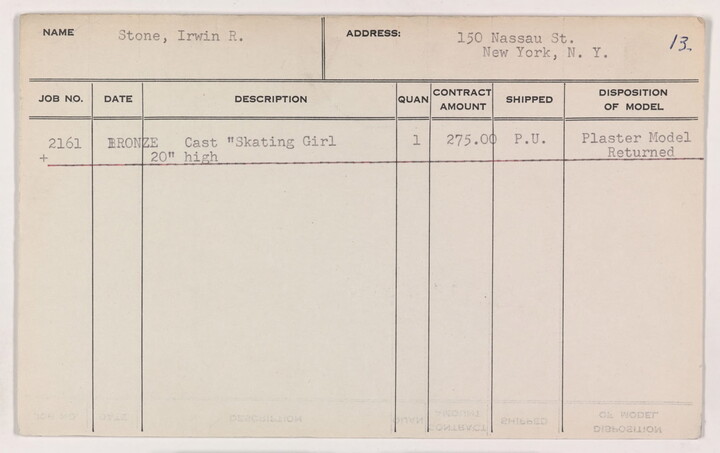 NAME Stone, Irwin R. ADDRESS: 150 Nassau St. 13.
New York, N. Y.
JOB NO. DATE DESCRIPTION QUAN CONTRACT AMOUNT SHIPPED DISPOSITION OF MODEL
2161 BRONZE Cast "Skating Girl 1 275.00 P.U. Plaster Model
+ 20" high Returned